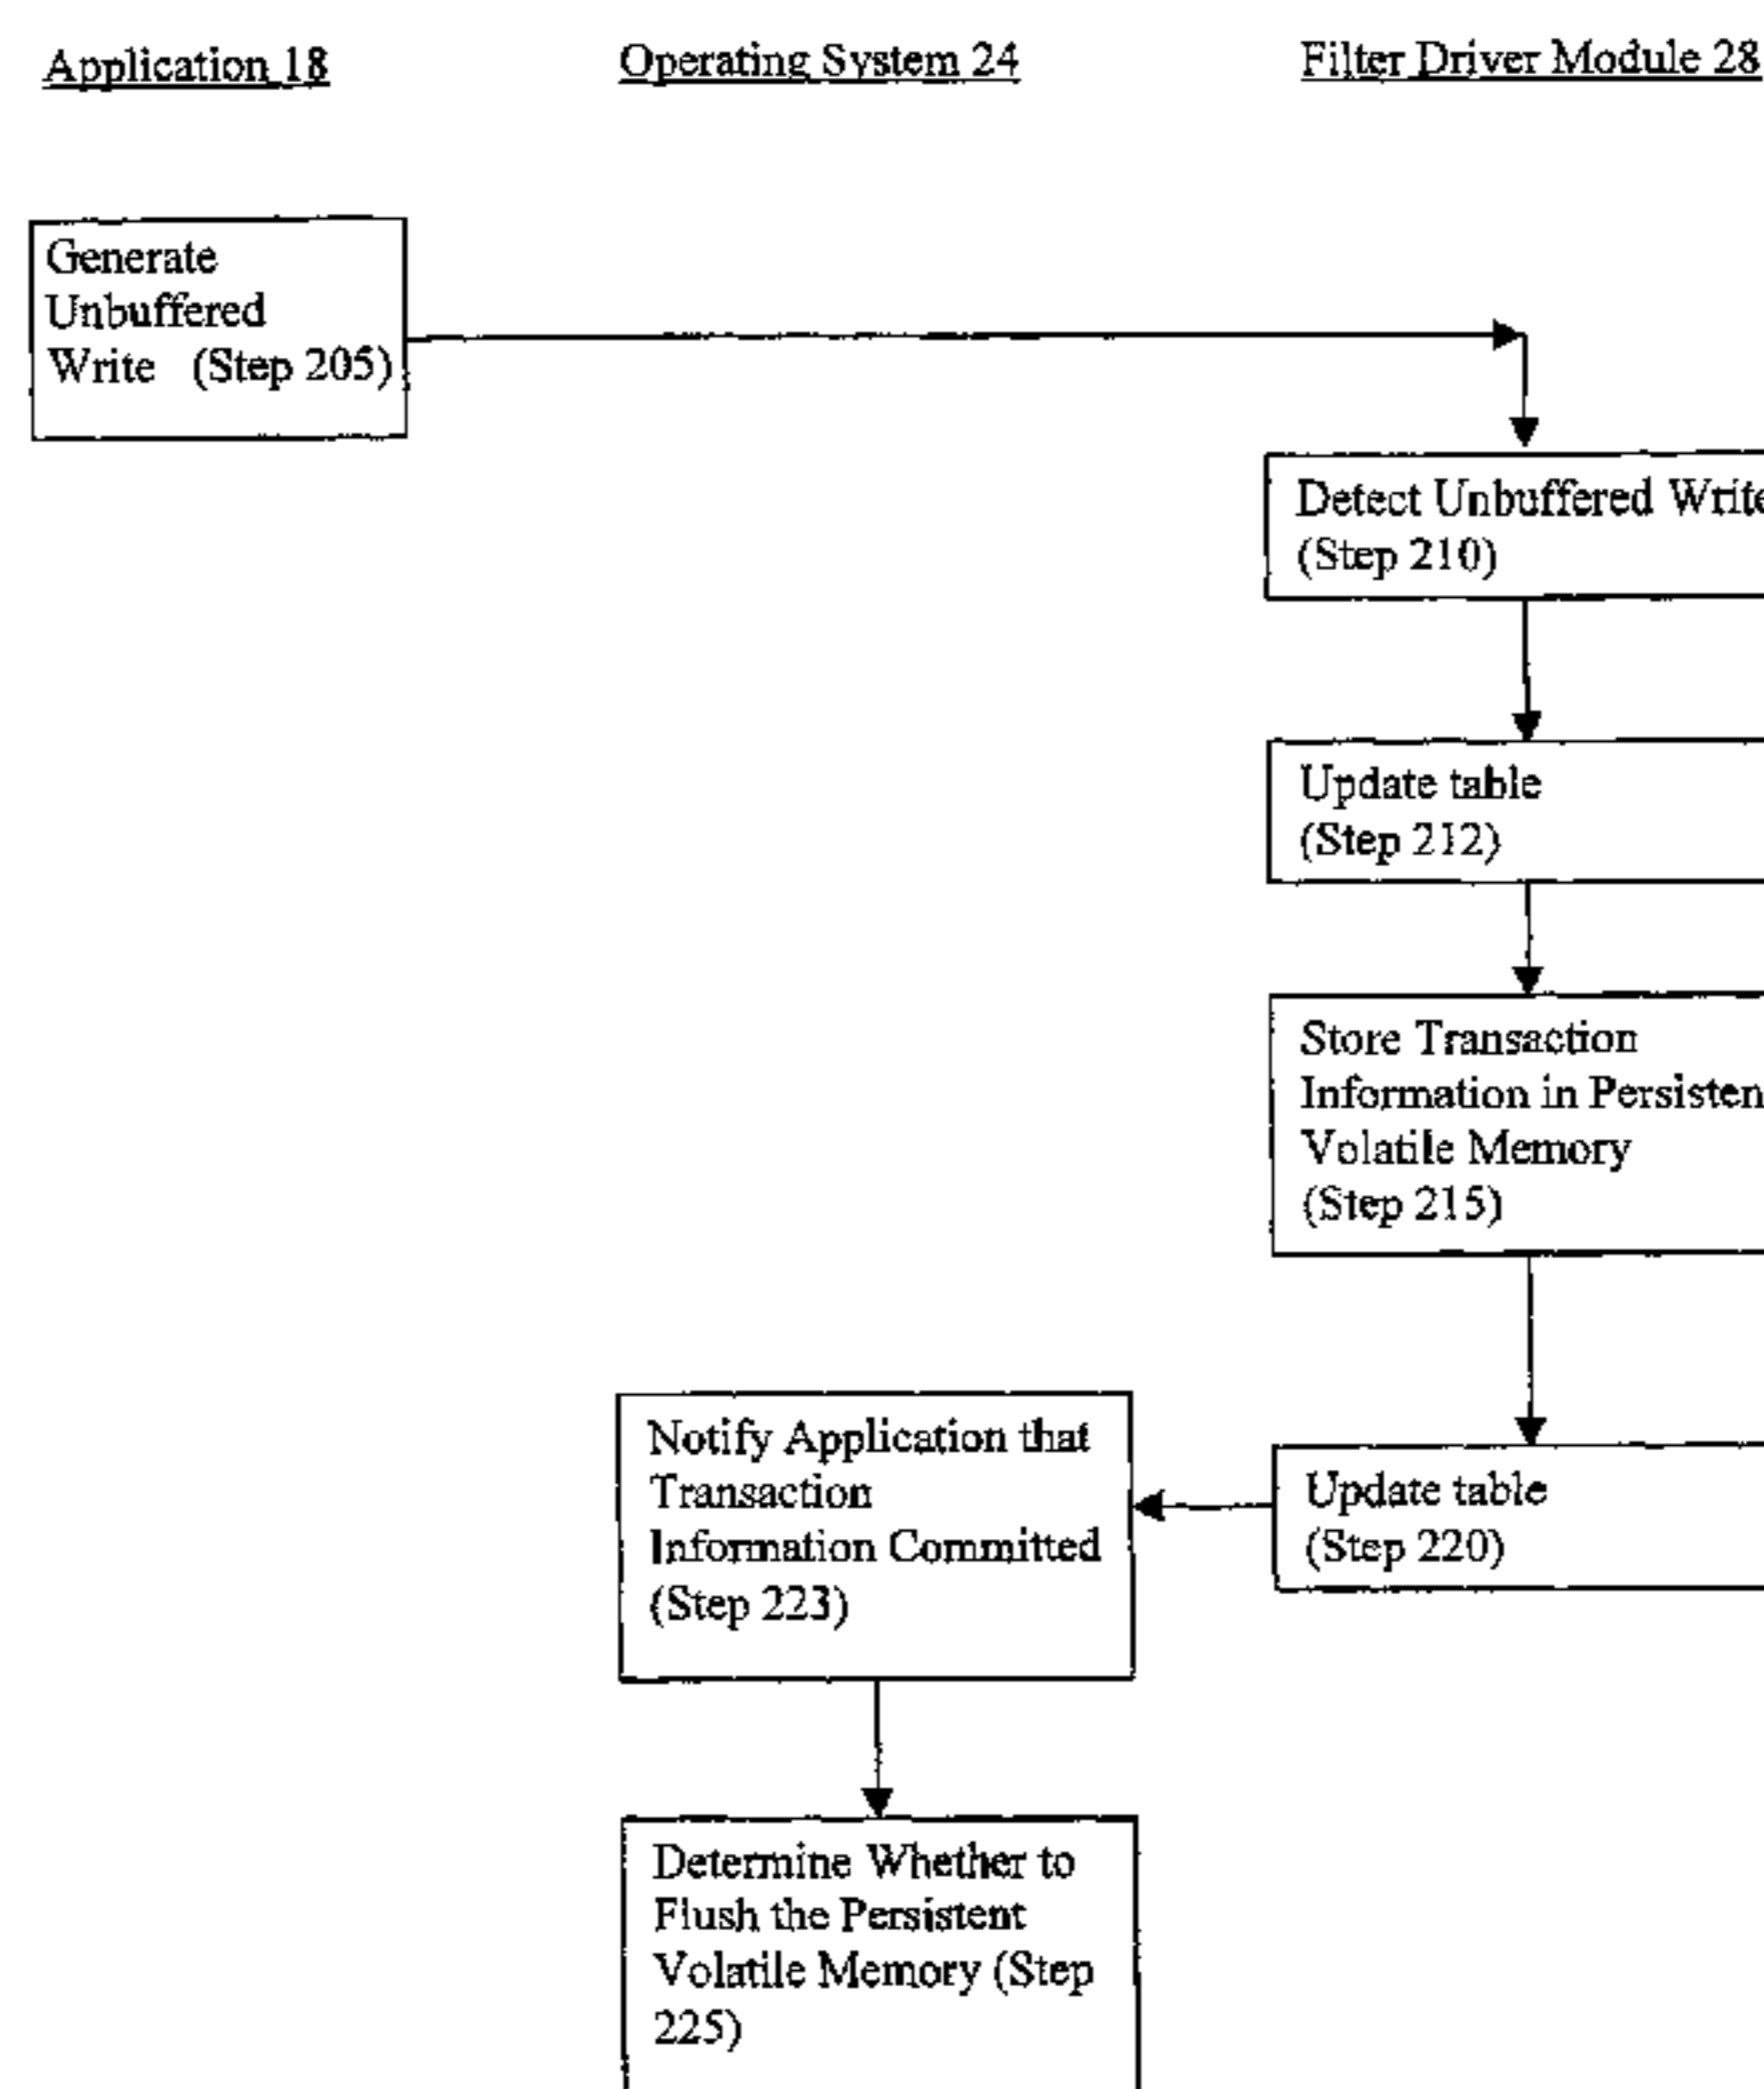 Application 18
Operating System 24
Filter Driver Module 28
Generate
Unbuffered
Write (Step 205)
Detect Unbuffered Write
(Step 210)
Update table
(Step 212)
Store Transaction
Information in Persisten
Volatile Memory
(Step 215)
Update table
(Step 220)
Notify Application that
Transaction
Information Committed
(Step 223)
Determine Whether to
Flush the Persistent
Volatile Memory (Step
225)